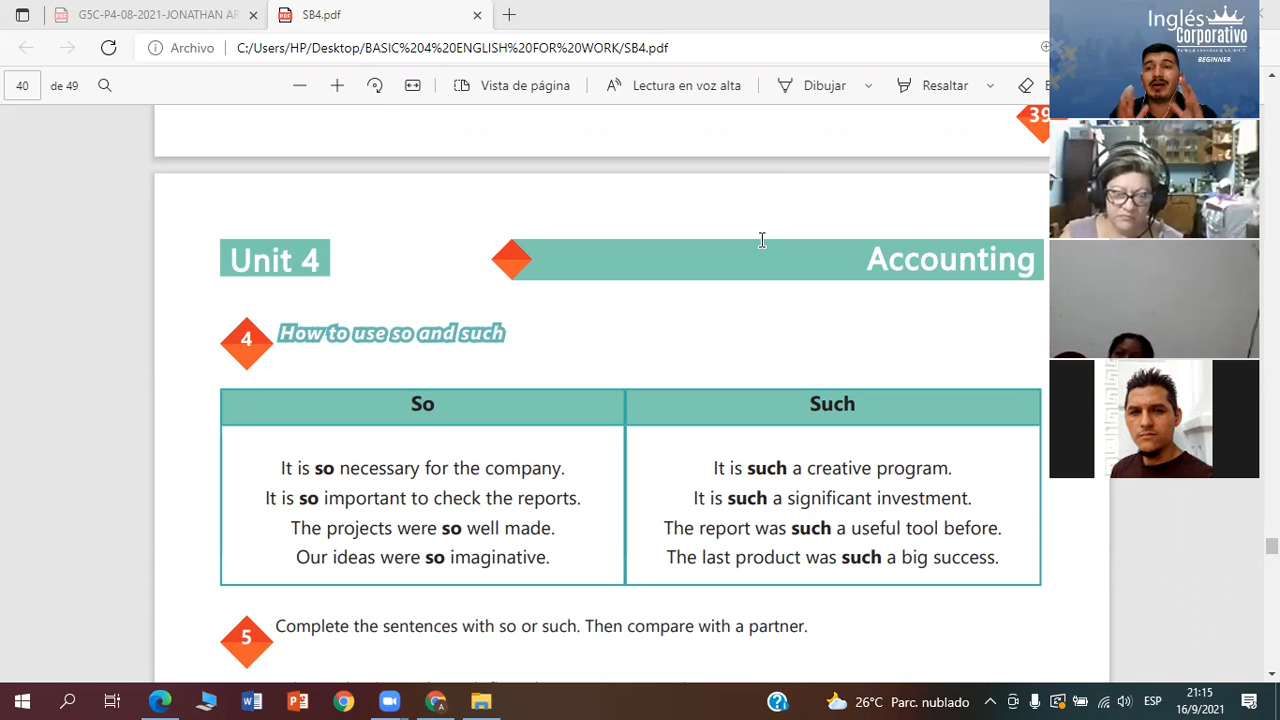 G5C-P4-08-2021-JONATHAN AR
SB4.pdf
Archivo
C:/Users/HP/Desktop/BASIC%204%20ENGLISH%20FOR%20WORK/SB4.pdf
40
de 49
Vista de página
Lectura en voz alta
Dibujar
Resaltar
Inglés
Corporativo
BEGINNER
39
Unit 4
Accounting
4
How to use so and such
So
Such
It is so necessary for the company.
It is such a creative program.
It is so important to check the reports.
It is such a significant investment.
The projects were so well made.
The report was such a useful tool before.
Our ideas were so imaginative.
The last product was such a big success.
5
Complete the sentences with so or such. Then compare with a partner.
26°C Parc. nublado
ESP
21:15
16/9/2021